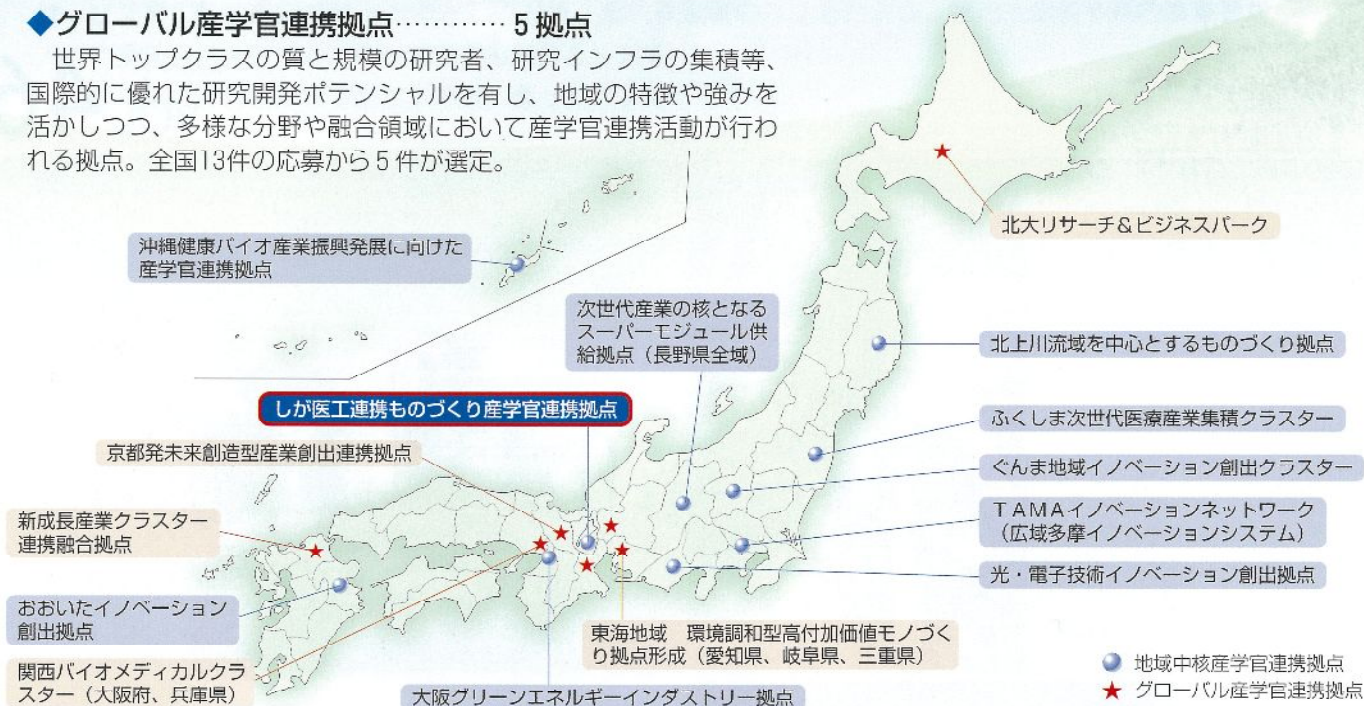 ◆グローバル産学官連携拠点…………５拠点
世界トップクラスの質と規模の研究者、研究インフラの集積等、
国際的に優れた研究開発ポテンシャルを有し、地域の特徴や強みを
活かしつつ、多様な分野や融合領域において産学官連携活動が行わ
れる拠点。全国13件の応募から５件が選定。
北大リサーチ＆ビジネスパーク
沖縄健康バイオ産業振興発展に向けた
産学官連携拠点
次世代産業の核となる
スーパーモジュール供
給拠点（長野県全域）
北上川流域を中心とするものづくり拠点
しが医工連携ものづくり産学官連携拠点
ふくしま次世代医療産業集積クラスター
京都発未来創造型産業創出連携拠点
ぐんま地域イノベーション創出クラスター
新成長産業クラスター
連携融合拠点
ＴＡＭＡイノベーションネットワーク
（広域多摩イノベーションシステム）
光・電子技術イノベーション創出拠点
おおいたイノベーション
創出拠点
東海地域　環境調和型高付加価値モノづく
り拠点形成（愛知県、岐阜県、三重県）
関西バイオメディカルクラ
スター（大阪府、兵庫県）
大阪グリーンエネルギーインダストリー拠点
地域中核産学官連携拠点
★ グローバル産学官連携拠点